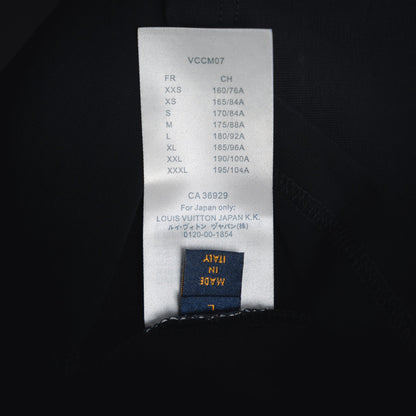 VCCM07
FR CH
XXS 160/76A
XS 165/84A
S 170/84A
M 175/88A
L 180/92A
XL 185/96A
XXL 190/100A
XXXL 195/104A
CA 36929
For Japan only:
LOUIS VUITTON JAPAN K.K.
ルイ・ヴィトン ジャパン(株)
0120-00-1854
MADE
IN
ITALY
L